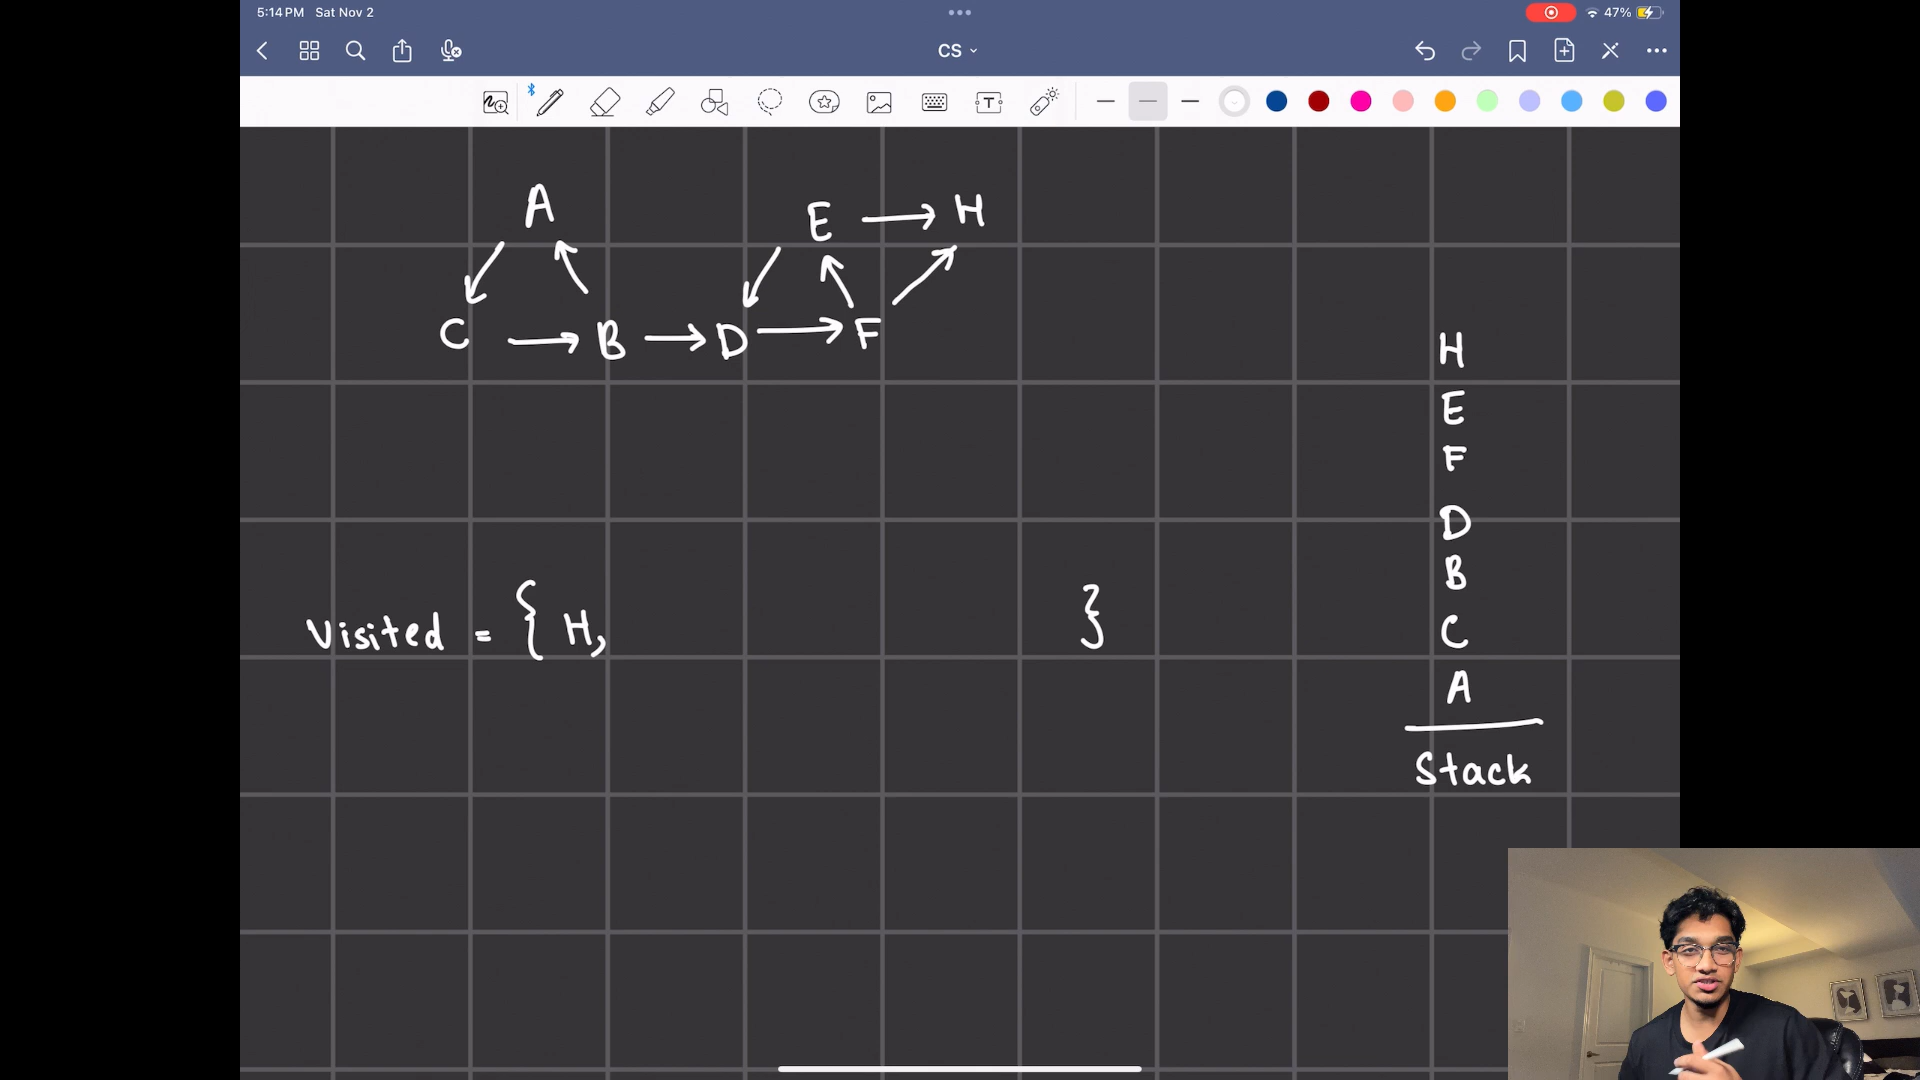 5:14 PM Sat Nov 2
47%
CS
T
A
E H
C B D F
H
E
F
D
B
C
A
Stack
Visited = { H, }